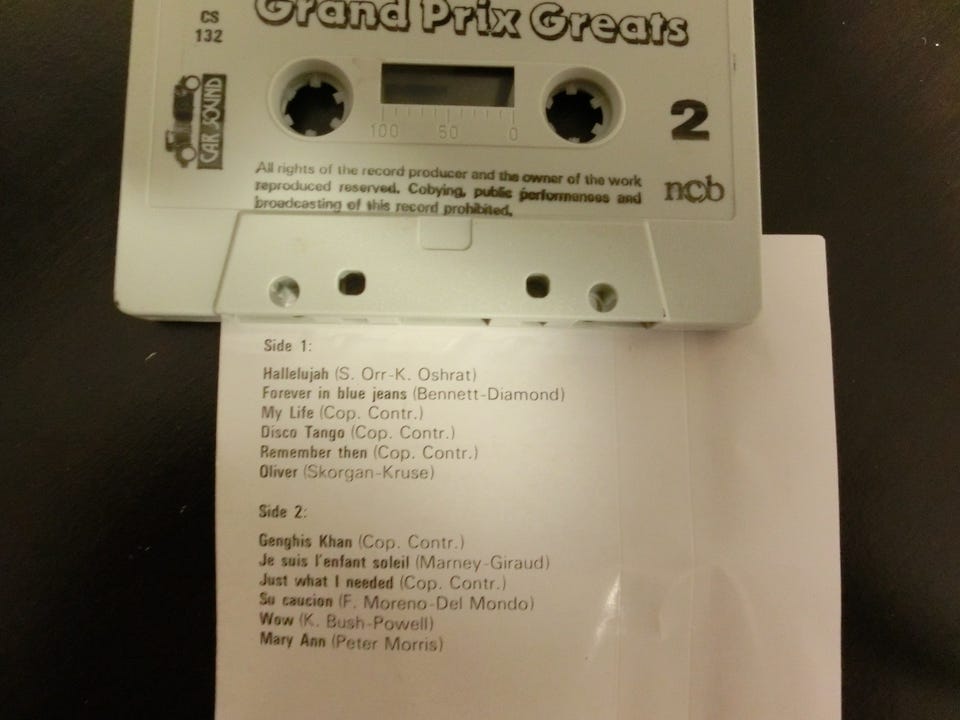 CS
132
Grand Prix Greats
CAR SOUND
100 50 0
2
All rights of the record producer and the owner of the work
reproduced reserved. Cobying, public performances and
broadcasting of this record prohibited.
ncb
Side 1:
Hallelujah (S. Orr-K. Oshrat)
Forever in blue jeans (Bennett-Diamond)
My Life (Cop. Contr.)
Disco Tango (Cop. Contr.)
Remember then (Cop. Contr.)
Oliver (Skorgan-Kruse)
Side 2:
Genghis Khan (Cop. Contr.)
Je suis l'enfant soleil (Marney-Giraud)
Just what I needed (Cop. Contr.)
Su caucion (F. Moreno-Del Mondo)
Wow (K. Bush-Powell)
Mary Ann (Peter Morris)